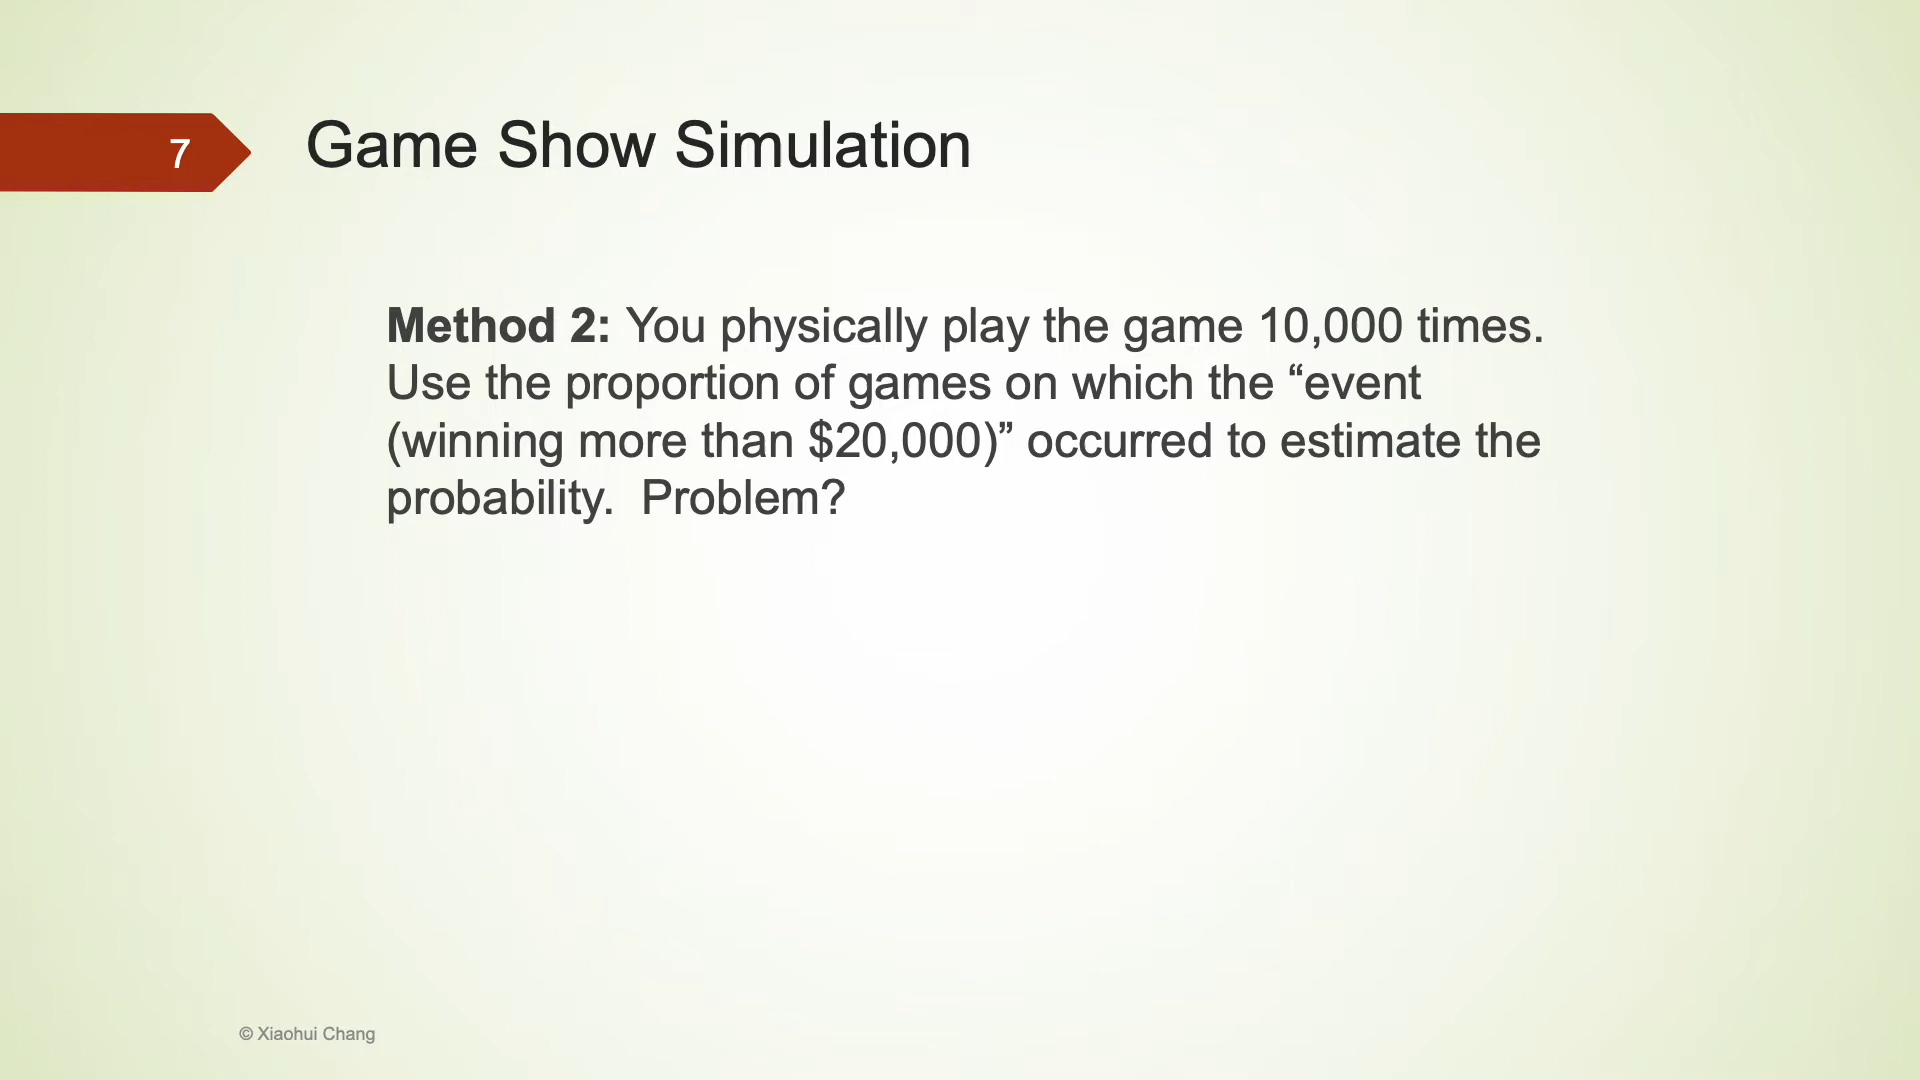 7
Game Show Simulation
Method 2: You physically play the game 10,000 times.
Use the proportion of games on which the “event
(winning more than $20,000)” occurred to estimate the
probability.  Problem?
© Xiaohui Chang